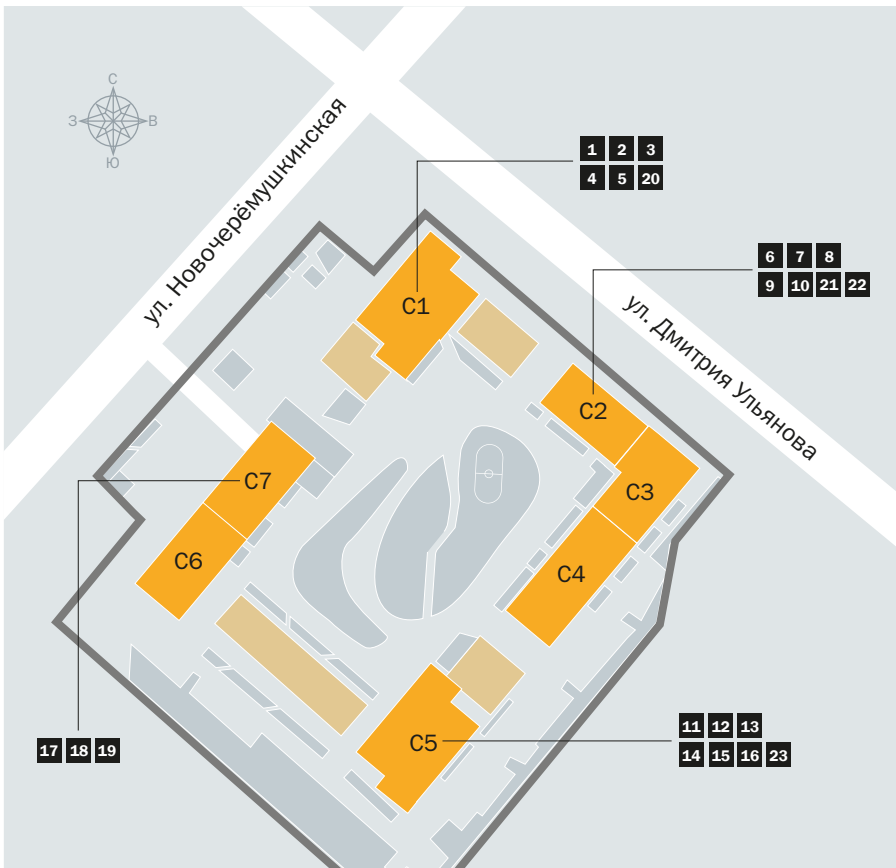 С
З В
Ю
ул. Новочерёмушкинская
1 2 3
4 5 20
6 7 8
9 10 21 22
ул. Дмитрия Ульянова
С1
С2
С3
С7
С6
С4
С5
11 12 13
14 15 16 23
17 18 19